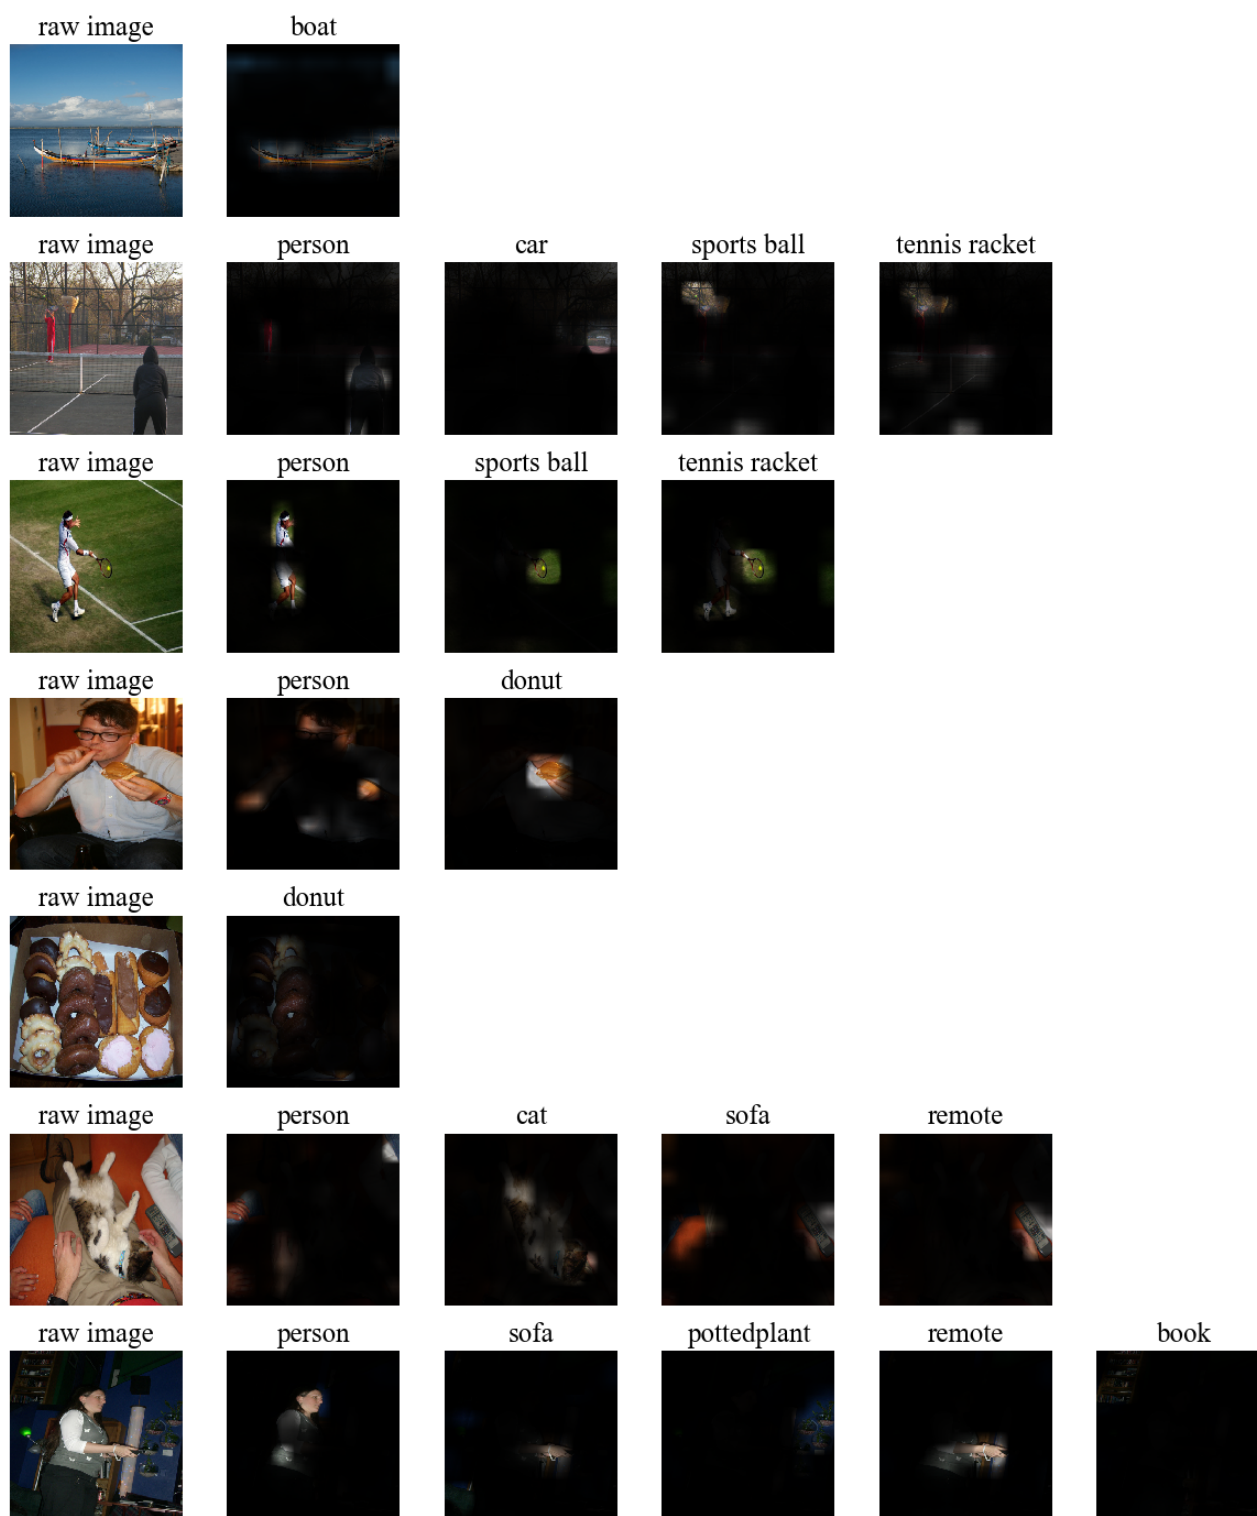 raw image boat
raw image person car sports ball tennis racket
raw image person sports ball tennis racket
raw image person donut
raw image donut
raw image person cat sofa remote
raw image person sofa pottedplant remote book